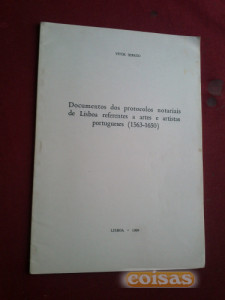 Documentos dos protocolos notariais
de Lisboa referentes a artes e artistas
portugueses (1563-1650)
LISBOA
coisas